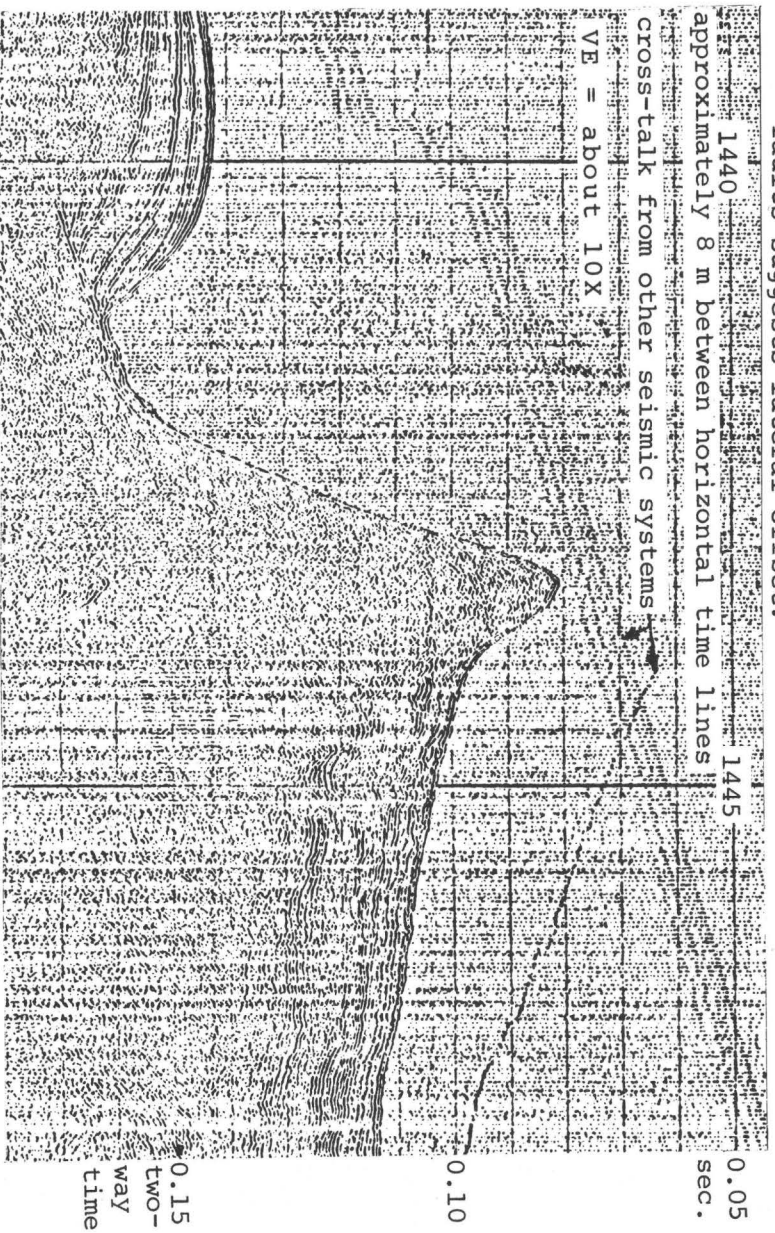 1440
1445
approximately 8 m between horizontal time lines
cross-talk from other seismic systems
VE = about 10X
0.05
sec.
0.10
0.15
two-
way
time